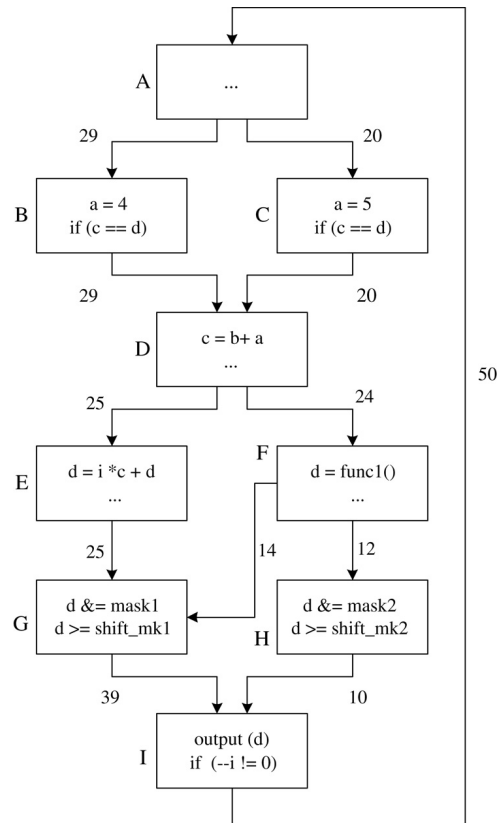 A
...
29
20
B
a = 4
if (c == d)
C
a = 5
if (c == d)
29
20
D
c = b+ a
...
50
25
24
E
d = i *c + d
...
F
d = func1()
...
25
14
12
G
d &= mask1
d >= shift_mk1
H
d &= mask2
d >= shift_mk2
39
10
I
output (d)
if (--i != 0)